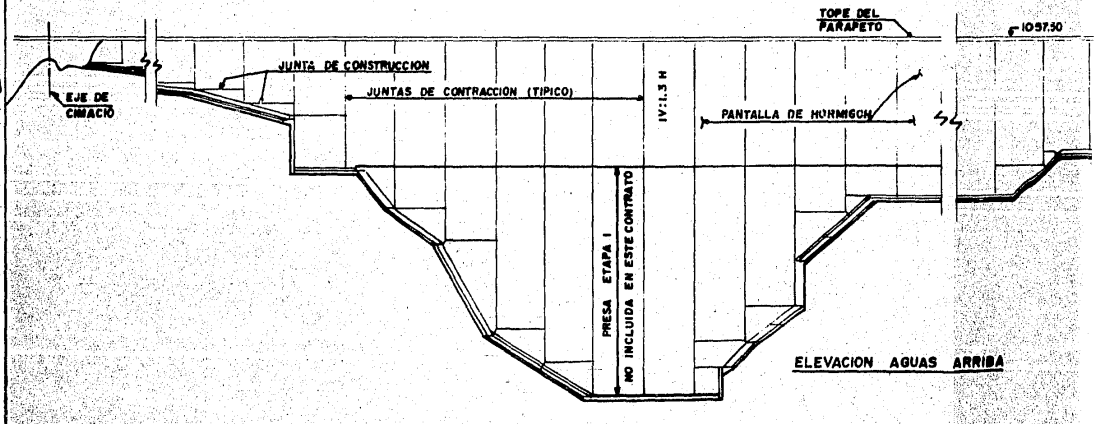 TOPE DEL
PARAPETO
1057.50
JUNTA DE CONSTRUCCION
JUNTAS DE CONTRACCION (TIPICO)
EJE DE
CIMACIO
1V:1.3 H
PANTALLA DE HORMIGON
PRESA ETAPA I
NO INCLUIDA EN ESTE CONTRATO
ELEVACION AGUAS ARRIBA